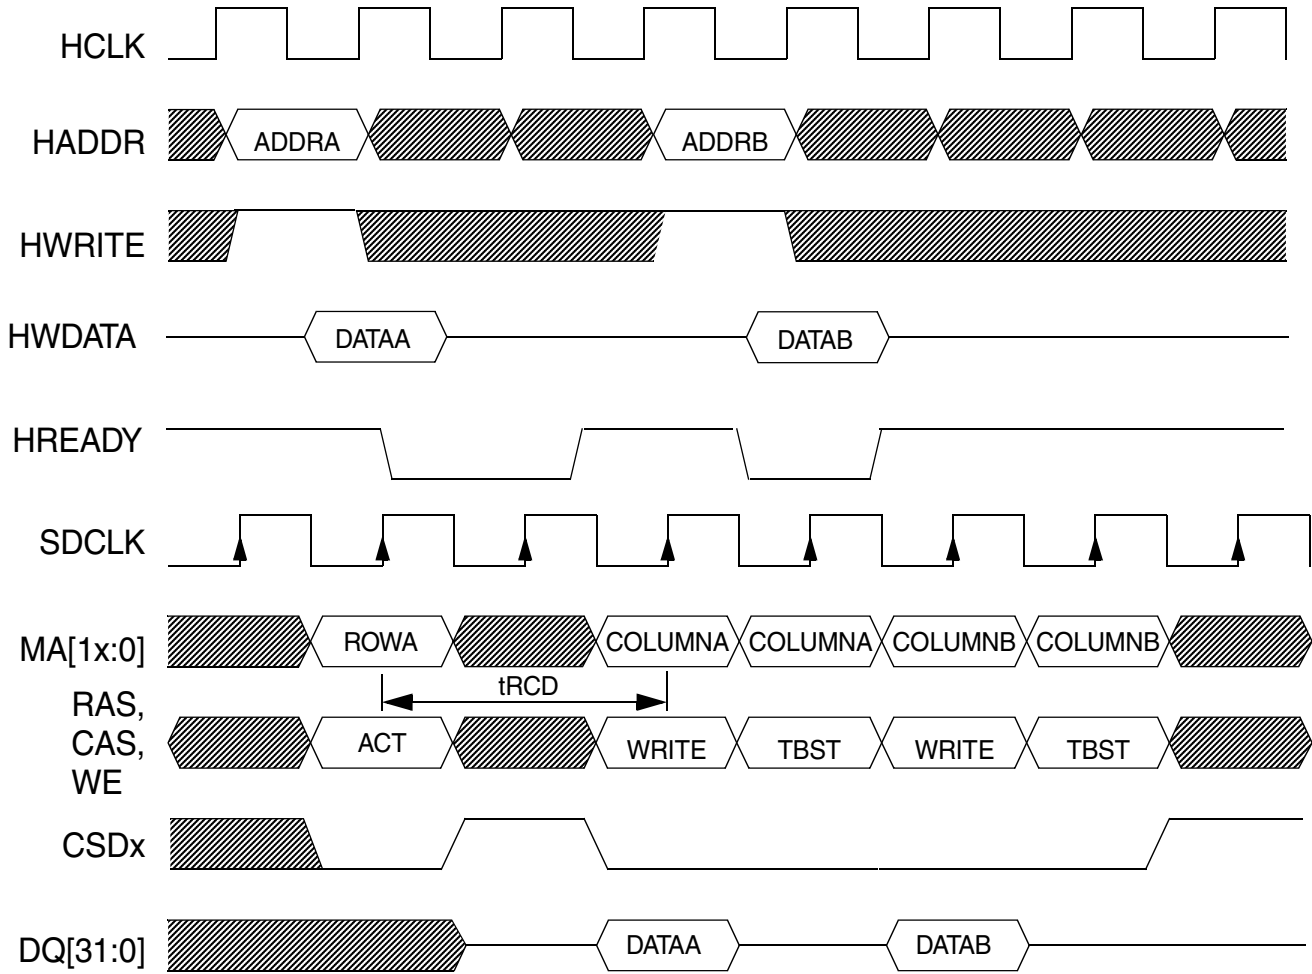 HCLK
HADDR ADDRA ADDRB
HWRITE
HWDATA DATAA DATAB
HREADY
SDCLK
MA[1x:0] ROWA COLUMNA COLUMNA COLUMNB COLUMNB
tRCD
RAS,
CAS, ACT WRITE TBST WRITE TBST
WE
CSDx
DQ[31:0] DATAA DATAB